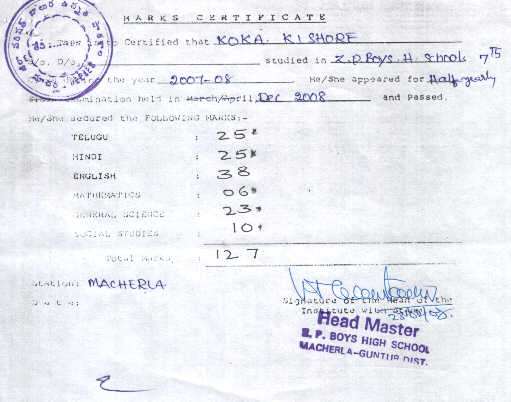 MARKS CERTIFICATE
This is to Certified that KOKA. KISHORE
S/o. D/o. studied in Z.P.Boys.H. School 7th
the year 2007-08 He/She appeared for Half-yearly
examination held in March/April, Dec 2008 and Passed.
He/She secured the FOLLOWING MARKS:-
TELUGU : 25*
HINDI : 25*
ENGLISH : 38
MATHEMATICS : 06*
GENERAL SCIENCE : 23*
SOCIAL STUDIES : 10*
Total Marks : 127
Station: MACHERLA
Date:
Signature of the Head of the
Institute with
Head Master
Z. P. BOYS HIGH SCHOOL
MACHERLA-GUNTUR DIST.